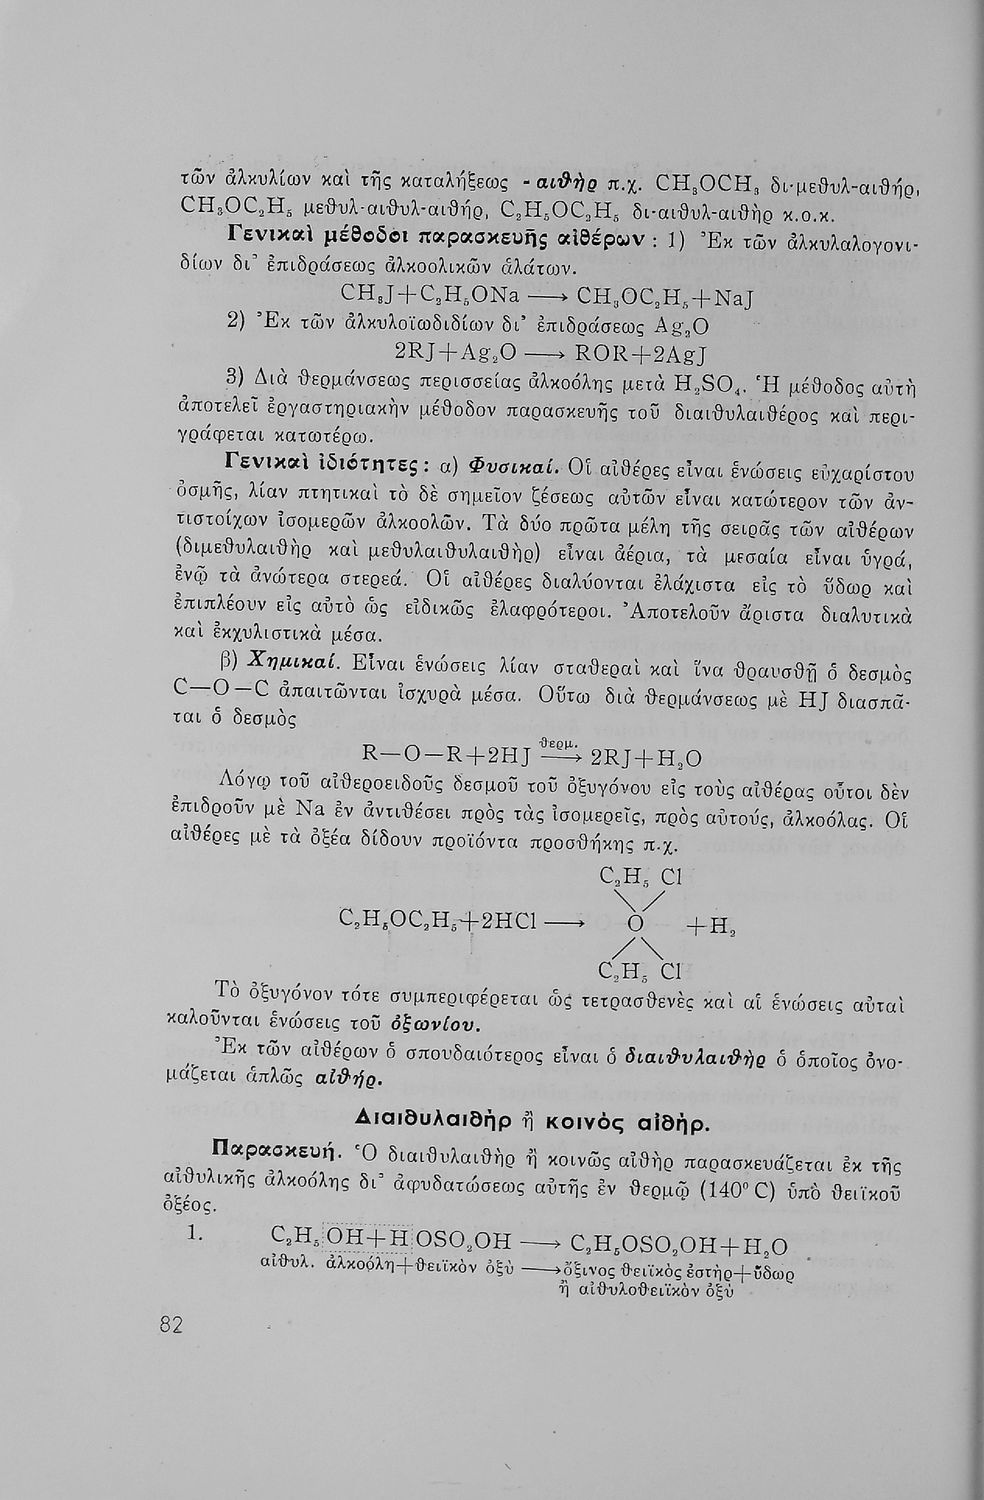 τῶν ἀλκυλίων καὶ τῆς καταλήξεως - αιθὴρ π.χ. CH₃OCH₃ δι-μεθυλ-αιθήρ,
CH₃OC₂H₅ μεθυλ-αιθυλ-αιθήρ, C₂H₅OC₂H₅ δι-αιθυλ-αιθὴρ κ.ο.κ.
Γενικαὶ μέθοδοι παρασκευῆς αἰθέρων : 1) Ἐκ τῶν ἀλκυλαλογονι-
δίων δι’ ἐπιδράσεως ἀλκοολικῶν ἁλάτων.
CH₃J+C₂H₅ONa ⟶ CH₃OC₂H₅+NaJ
2) Ἐκ τῶν ἀλκυλοϊωδιδίων δι’ ἐπιδράσεως Ag₂O
2RJ+Ag₂O ⟶ ROR+2AgJ
3) Διὰ θερμάνσεως περισσείας ἀλκοόλης μετὰ H₂SO₄. Ἡ μέθοδος αὐτὴ
ἀποτελεῖ ἐργαστηριακὴν μέθοδον παρασκευῆς τοῦ διαιθυλαιθέρος καὶ περι-
γράφεται κατωτέρω.
Γενικαὶ ἰδιότητες : α) Φυσικαί. Οἱ αἰθέρες εἶναι ἑνώσεις εὐχαρίστου
ὀσμῆς, λίαν πτητικαὶ τὸ δὲ σημεῖον ζέσεως αὐτῶν εἶναι κατώτερον τῶν ἀν-
τιστοίχων ἰσομερῶν ἀλκοολῶν. Τὰ δύο πρῶτα μέλη τῆς σειρᾶς τῶν αἰθέρων
(διμεθυλαιθὴρ καὶ μεθυλαιθυλαιθὴρ) εἶναι ἀέρια, τὰ μεσαία εἶναι ὑγρά,
ἐνῷ τὰ ἀνώτερα στερεά. Οἱ αἰθέρες διαλύονται ἐλάχιστα εἰς τὸ ὕδωρ καὶ
ἐπιπλέουν εἰς αὐτὸ ὡς εἰδικῶς ἐλαφρότεροι. Ἀποτελοῦν ἄριστα διαλυτικὰ
καὶ ἐκχυλιστικὰ μέσα.
β) Χημικαί. Εἶναι ἑνώσεις λίαν σταθεραὶ καὶ ἵνα θραυσθῇ ὁ δεσμὸς
C—O—C ἀπαιτῶνται ἰσχυρὰ μέσα. Οὕτω διὰ θερμάνσεως μὲ HJ διασπᾶ-
ται ὁ δεσμὸς
R—O—R+2HJ θερμ. ⟶ 2RJ+H₂O
Λόγῳ τοῦ αἰθεροειδοῦς δεσμοῦ τοῦ ὀξυγόνου εἰς τοὺς αἰθέρας οὗτοι δὲν
ἐπιδροῦν μὲ Na ἐν ἀντιθέσει πρὸς τὰς ἰσομερεῖς, πρὸς αὐτούς, ἀλκοόλας. Οἱ
αἰθέρες μὲ τὰ ὀξέα δίδουν προϊόντα προσθήκης π.χ.
C₂H₅ Cl
C₂H₅OC₂H₅+2HCl ⟶ O +H₂
C₂H₅ Cl
Τὸ ὀξυγόνον τότε συμπεριφέρεται ὡς τετρασθενὲς καὶ αἱ ἑνώσεις αὐταὶ
καλοῦνται ἑνώσεις τοῦ ὀξωνίου.
Ἐκ τῶν αἰθέρων ὁ σπουδαιότερος εἶναι ὁ διαιθυλαιθὴρ ὁ ὁποῖος ὀνο-
μάζεται ἁπλῶς αἰθήρ.
Διαιθυλαιθὴρ ἢ κοινὸς αἰθὴρ.
Παρασκευή. Ὁ διαιθυλαιθὴρ ἢ κοινῶς αἰθὴρ παρασκευάζεται ἐκ τῆς
αἰθυλικῆς ἀλκοόλης δι’ ἀφυδατώσεως αὐτῆς ἐν θερμῷ (140° C) ὑπὸ θειϊκοῦ
ὀξέος.
1. C₂H₅OH+HOSO₂OH ⟶ C₂H₅OSO₂OH+H₂O
αἰθυλ. ἀλκοόλη+θειϊκὸν ὀξὺ ⟶ ὄξινος θειϊκὸς ἐστὴρ+ὕδωρ
ἢ αἰθυλοθειϊκὸν ὀξὺ
82